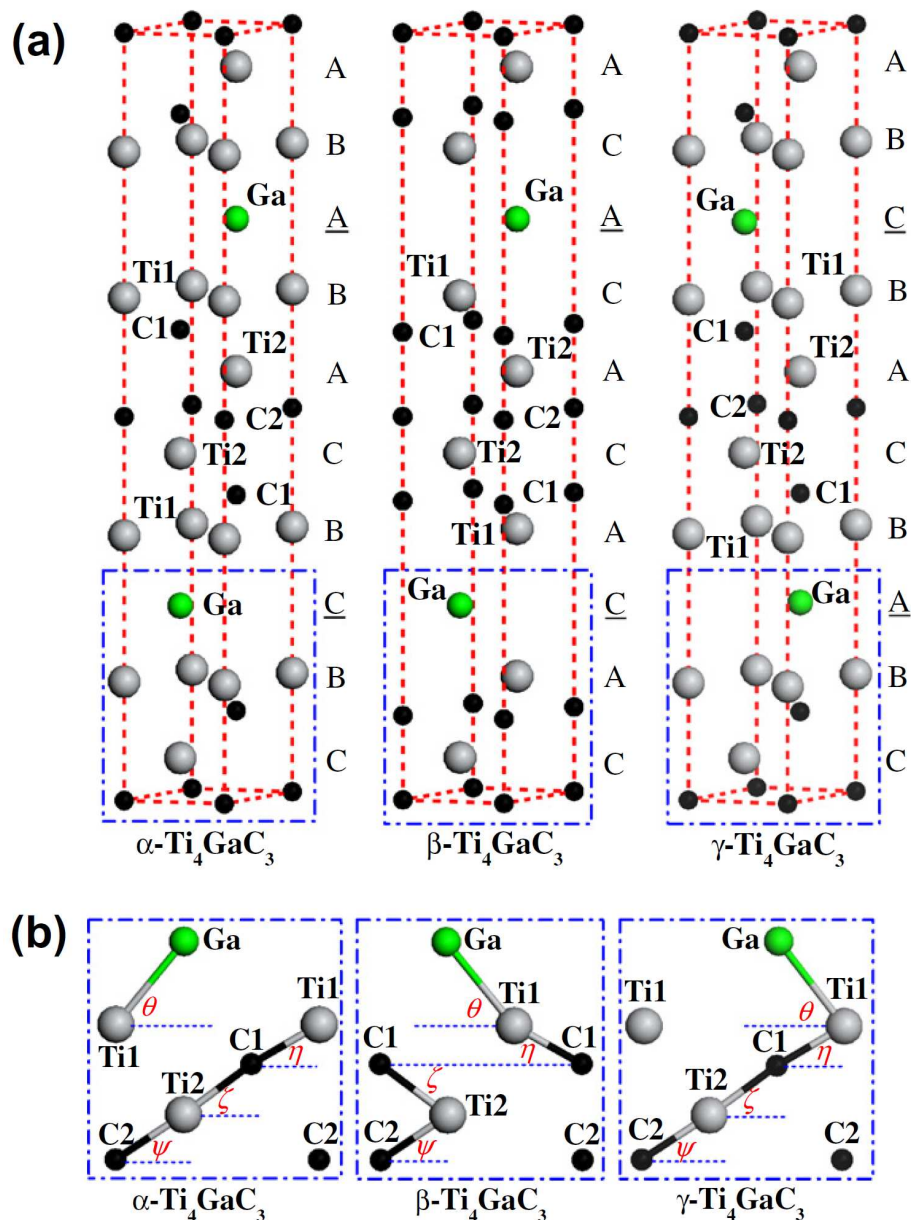 (a)
A A A
B C B
Ga Ga Ga
A A C
Ti1 Ti1 Ti1
B C B
C1 C1 C1
Ti2 Ti2 Ti2
A A A
C2 C2 C2
C C C
Ti2 Ti2 Ti2
C1 C1 C1
Ti1 Ti1 Ti1
B A B
Ga Ga Ga
C C A
B A B
C C C
α-Ti₄GaC₃ β-Ti₄GaC₃ γ-Ti₄GaC₃
(b)
Ga Ga Ga
Ti1 Ti1 Ti1 Ti1
θ θ θ
Ti1
C1 C1 C1 C1
η η η
Ti2 ζ Ti2 ζ Ti2 ζ
C2 ψ C2 ψ C2 ψ C2
α-Ti₄GaC₃ β-Ti₄GaC₃ γ-Ti₄GaC₃